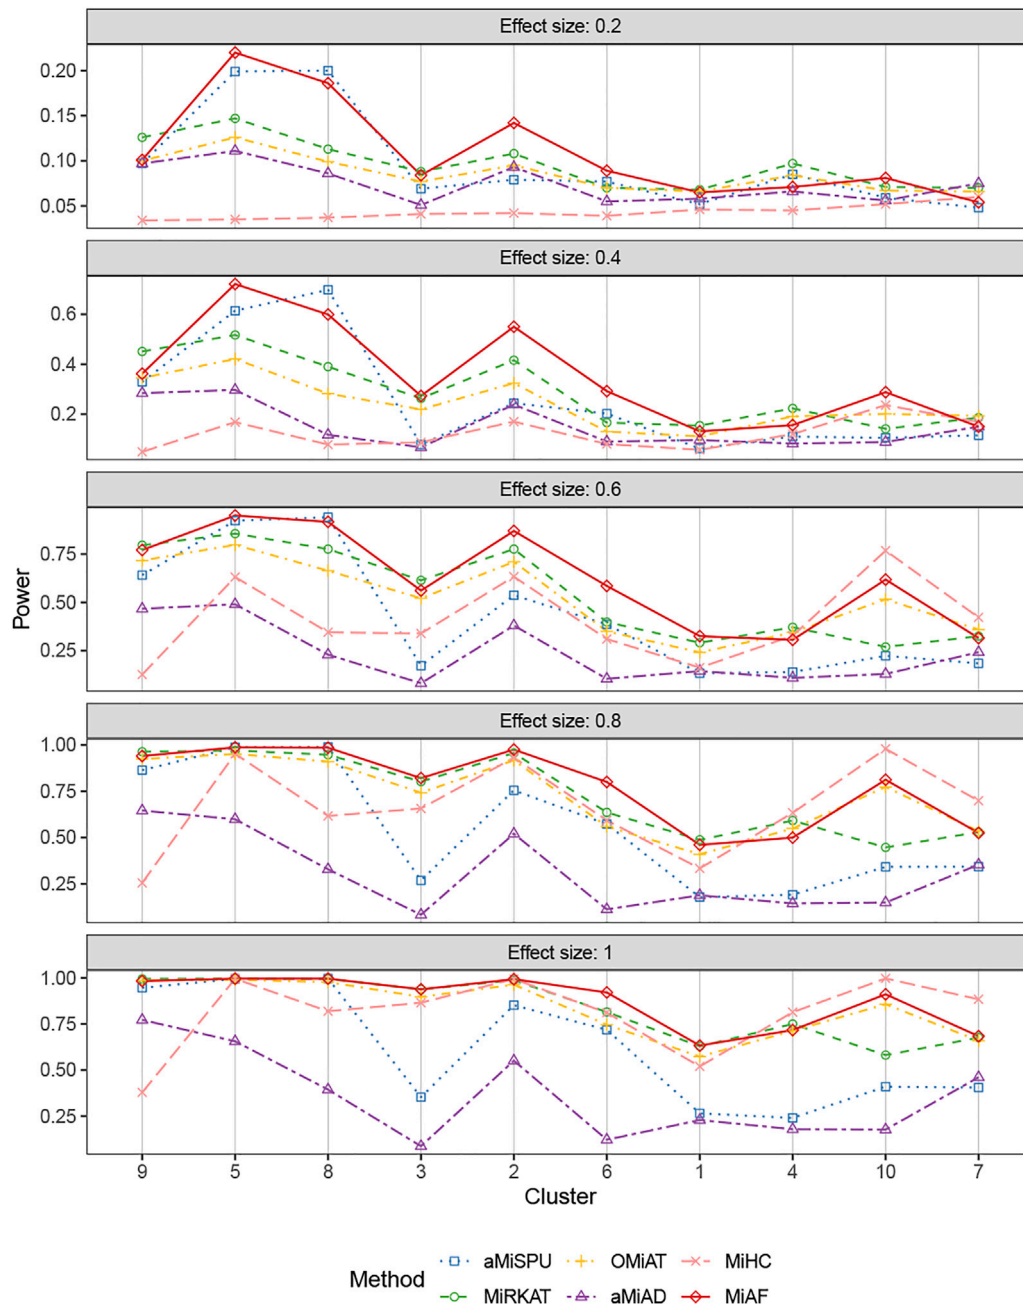 Effect size: 0.2
0.20
0.15
0.10
0.05
Effect size: 0.4
0.6
0.4
0.2
Effect size: 0.6
0.75
0.50
0.25
Power
Effect size: 0.8
1.00
0.75
0.50
0.25
Effect size: 1
1.00
0.75
0.50
0.25
9 5 8 3 2 6 1 4 10 7
Cluster
Method
aMiSPU OMiAT MiHC
MiRKAT aMiAD MiAF